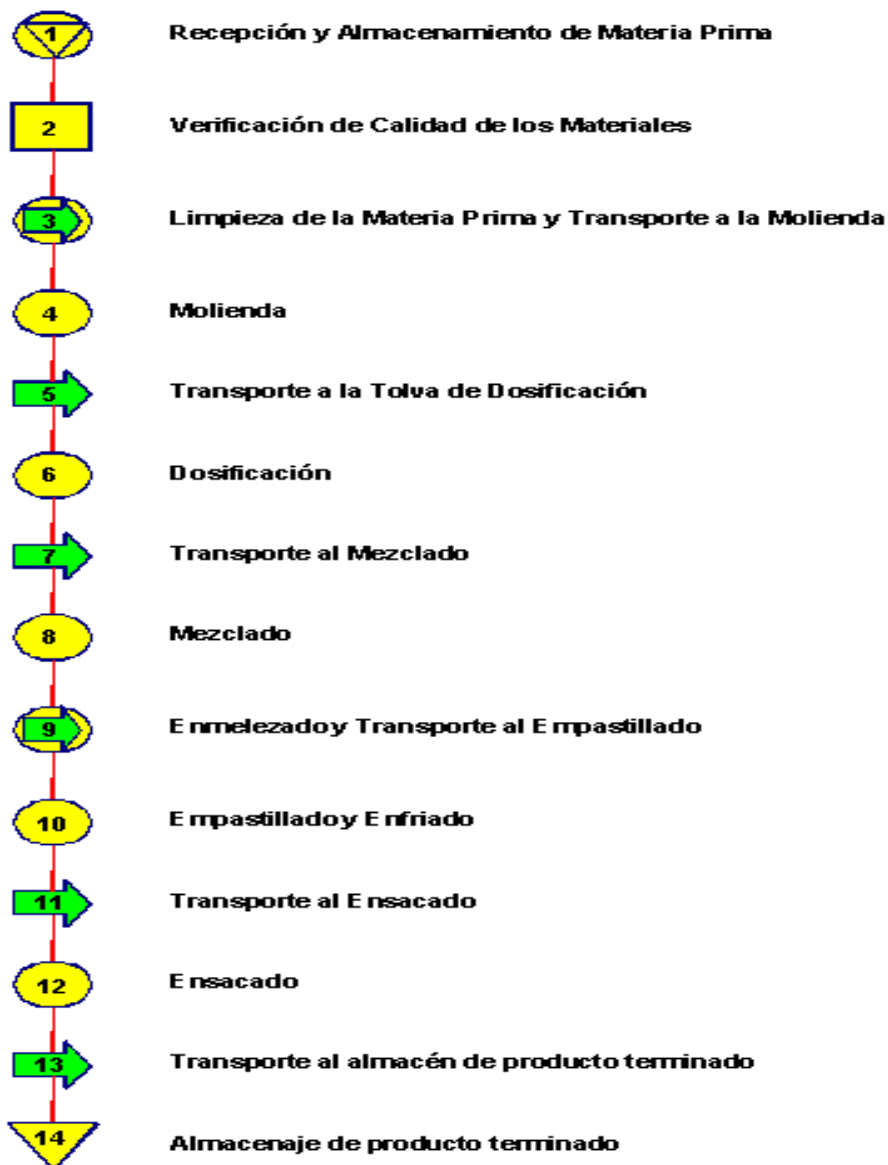 1 Recepción y Almacenamiento de Materia Prima
2 Verificación de Calidad de los Materiales
3 Limpieza de la Materia Prima y Transporte a la Molienda
4 Molienda
5 Transporte a la Tolva de Dosificación
6 Dosificación
7 Transporte al Mezclado
8 Mezclado
9 Enmelezado y Transporte al Empastillado
10 Empastillado y Enfriado
11 Transporte al Ensacado
12 Ensacado
13 Transporte al almacén de producto terminado
14 Almacenaje de producto terminado